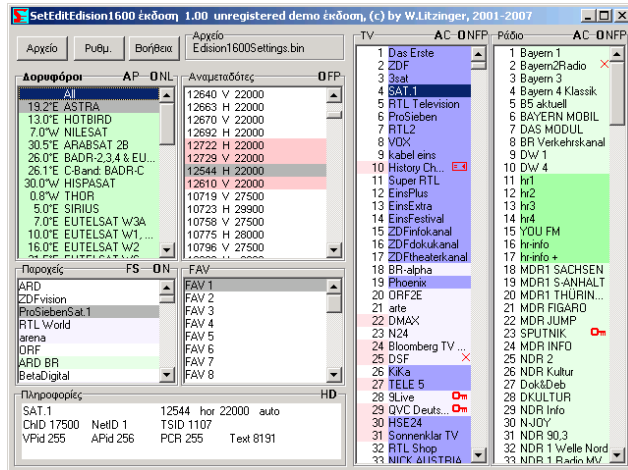 SetEditEdision1600 έκδοση 1.00 unregistered demo έκδοση, (c) by W.Litzinger, 2001-2007
Αρχείο
Ρυθμ.
Βοήθεια
Αρχείο
Edision1600Settings.bin
Δορυφόροι AP ONL
All
19.2°E ASTRA
13.0°E HOTBIRD
7.0°W NILESAT
30.5°E ARABSAT 2B
26.0°E BADR-2,3,4 & EU...
26.1°E C-Band: BADR-C
30.0°W HISPASAT
0.8°W THOR
5.0°E SIRIUS
7.0°E EUTELSAT W3A
10.0°E EUTELSAT W1, ...
16.0°E EUTELSAT W2
Αναμεταδότες OFP
12640 V 22000
12663 H 22000
12670 V 22000
12692 H 22000
12722 H 22000
12729 V 22000
12544 H 22000
12610 V 22000
10719 V 27500
10723 H 29900
10758 V 27500
10775 H 28000
10796 V 27500
Παροχείς FS ON
ARD
ZDFvision
ProSiebenSat.1
RTL World
arena
ORF
ARD BR
BetaDigital
FAV
FAV 1
FAV 2
FAV 3
FAV 4
FAV 5
FAV 6
FAV 7
FAV 8
Πληροφορίες HD
SAT.1 12544 hor 22000 auto
ChID 17500 NetID 1 TSID 1107
VPid 255 APid 256 PCR 255 Text 8191
TV AC ONFP
1 Das Erste
2 ZDF
3 3sat
4 SAT.1
5 RTL Television
6 ProSieben
7 RTL2
8 VOX
9 kabel eins
10 History Ch...
11 Super RTL
12 EinsPlus
13 EinsExtra
14 EinsFestival
15 ZDFinfokanal
16 ZDFdokukanal
17 ZDFtheaterkanal
18 BR-alpha
19 Phoenix
20 ORF2E
21 arte
22 DMAX
23 N24
24 Bloomberg TV ...
25 DSF
26 KiKa
27 TELE 5
28 9Live
29 QVC Deuts...
30 HSE24
31 Sonnenklar TV
32 RTL Shop
33 NICK AUSTRIA
Ράδιο AC ONFP
1 Bayern 1
2 Bayern2Radio
3 Bayern 3
4 Bayern 4 Klassik
5 B5 aktuell
6 BAYERN MOBIL
7 DAS MODUL
8 BR Verkehrskanal
9 DW 1
10 DW 4
11 hr1
12 hr2
13 hr3
14 hr4
15 YOU FM
16 hr-info
17 hr-info +
18 MDR1 SACHSEN
19 MDR1 S-ANHALT
20 MDR1 THÜRIN...
21 MDR FIGARO
22 MDR JUMP
23 SPUTNIK
24 MDR INFO
25 NDR 2
26 NDR Kultur
27 Dok&Deb
28 DKULTUR
29 NDR Info
30 N-JOY
31 NDR 90,3
32 NDR 1 Welle Nord
33 NDR 1 Radio MV